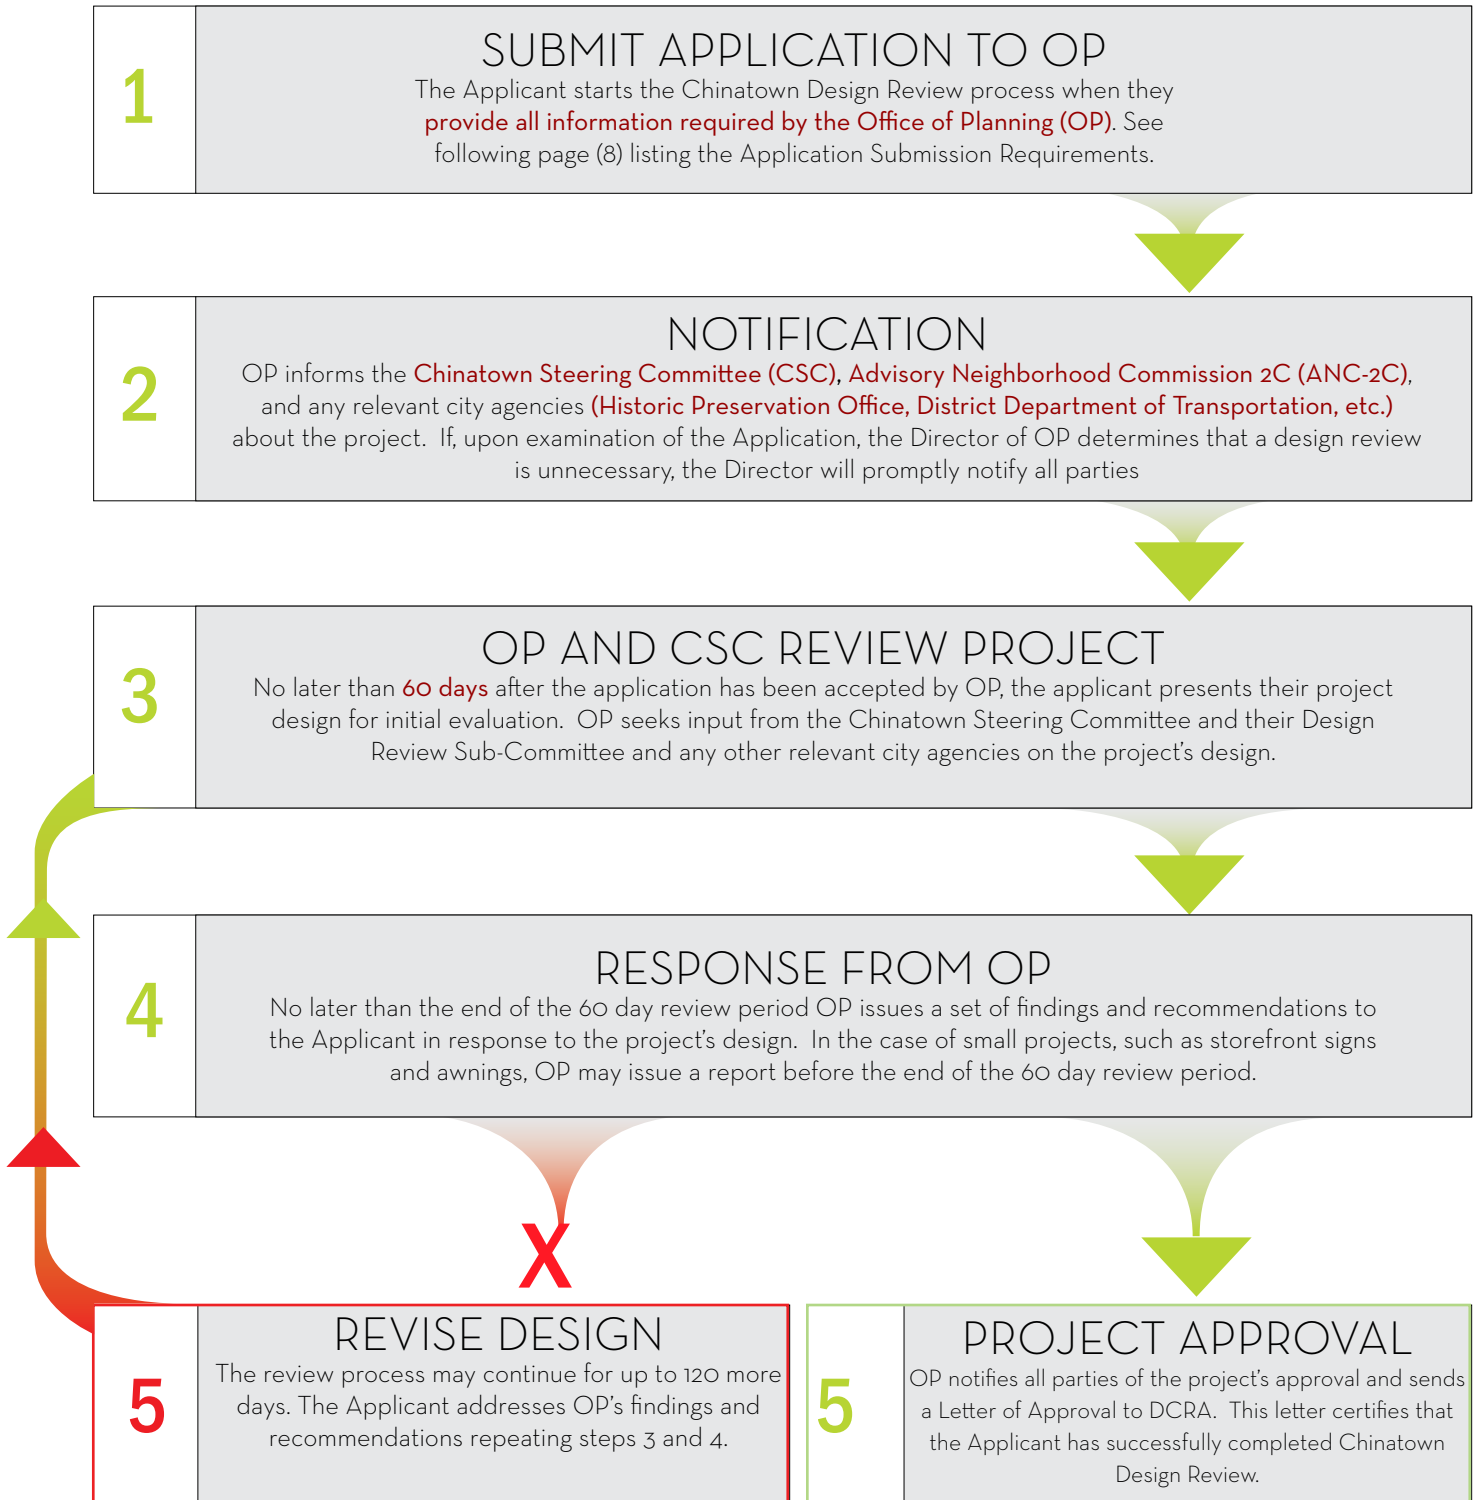 1
SUBMIT APPLICATION TO OP
The Applicant starts the Chinatown Design Review process when they
provide all information required by the Office of Planning (OP). See
following page (8) listing the Application Submission Requirements.
2
NOTIFICATION
OP informs the Chinatown Steering Committee (CSC), Advisory Neighborhood Commission 2C (ANC-2C),
and any relevant city agencies (Historic Preservation Office, District Department of Transportation, etc.)
about the project. If, upon examination of the Application, the Director of OP determines that a design review
is unnecessary, the Director will promptly notify all parties
3
OP AND CSC REVIEW PROJECT
No later than 60 days after the application has been accepted by OP, the applicant presents their project
design for initial evaluation. OP seeks input from the Chinatown Steering Committee and their Design
Review Sub-Committee and any other relevant city agencies on the project's design.
4
RESPONSE FROM OP
No later than the end of the 60 day review period OP issues a set of findings and recommendations to
the Applicant in response to the project's design. In the case of small projects, such as storefront signs
and awnings, OP may issue a report before the end of the 60 day review period.
X
5
REVISE DESIGN
The review process may continue for up to 120 more
days. The Applicant addresses OP's findings and
recommendations repeating steps 3 and 4.
5
PROJECT APPROVAL
OP notifies all parties of the project's approval and sends
a Letter of Approval to DCRA. This letter certifies that
the Applicant has successfully completed Chinatown
Design Review.